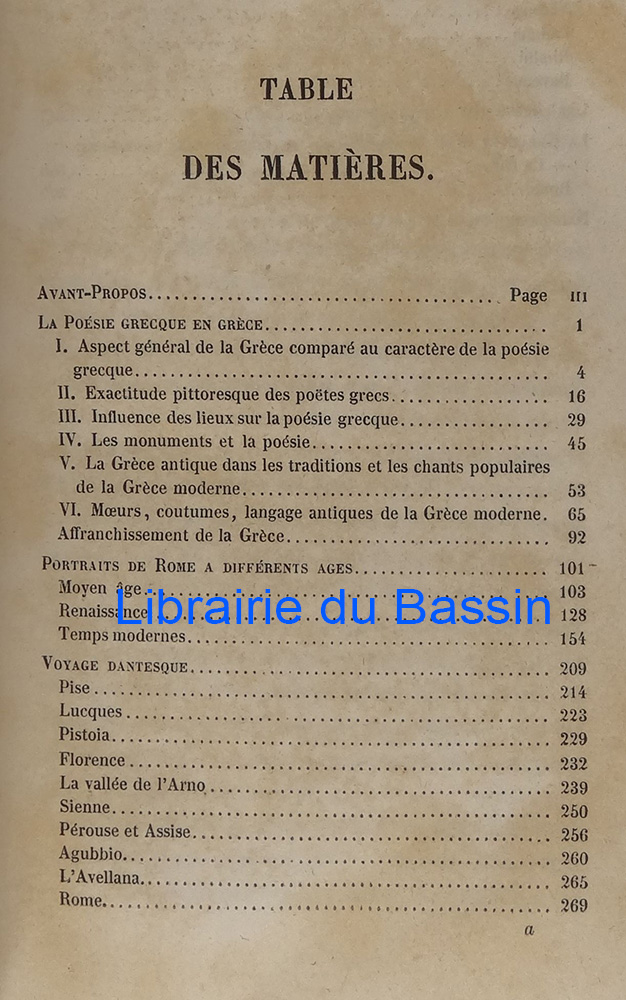 TABLE
DES MATIÈRES.
AVANT-PROPOS........................................ Page III
LA POÉSIE GRECQUE EN GRÈCE................................ 1
I. Aspect général de la Grèce comparé au caractère de la poésie
grecque................................................ 4
II. Exactitude pittoresque des poëtes grecs.................. 16
III. Influence des lieux sur la poésie grecque................. 29
IV. Les monuments et la poésie........................... 45
V. La Grèce antique dans les traditions et les chants populaires
de la Grèce moderne................................... 53
VI. Mœurs, coutumes, langage antiques de la Grèce moderne. 65
Affranchissement de la Grèce.............................. 92
PORTRAITS DE ROME A DIFFÉRENTS AGES...................... 101
Moyen âge............................................... 103
Renaissance............................................. 128
Librairie du Bassin
Temps modernes.......................................... 154
VOYAGE DANTESQUE......................................... 209
Pise.................................................... 214
Lucques................................................. 223
Pistoia................................................. 229
Florence................................................ 232
La vallée de l'Arno..................................... 239
Sienne.................................................. 250
Pérouse et Assise....................................... 256
Agubbio................................................. 260
L'Avellana.............................................. 265
Rome.................................................... 269
a